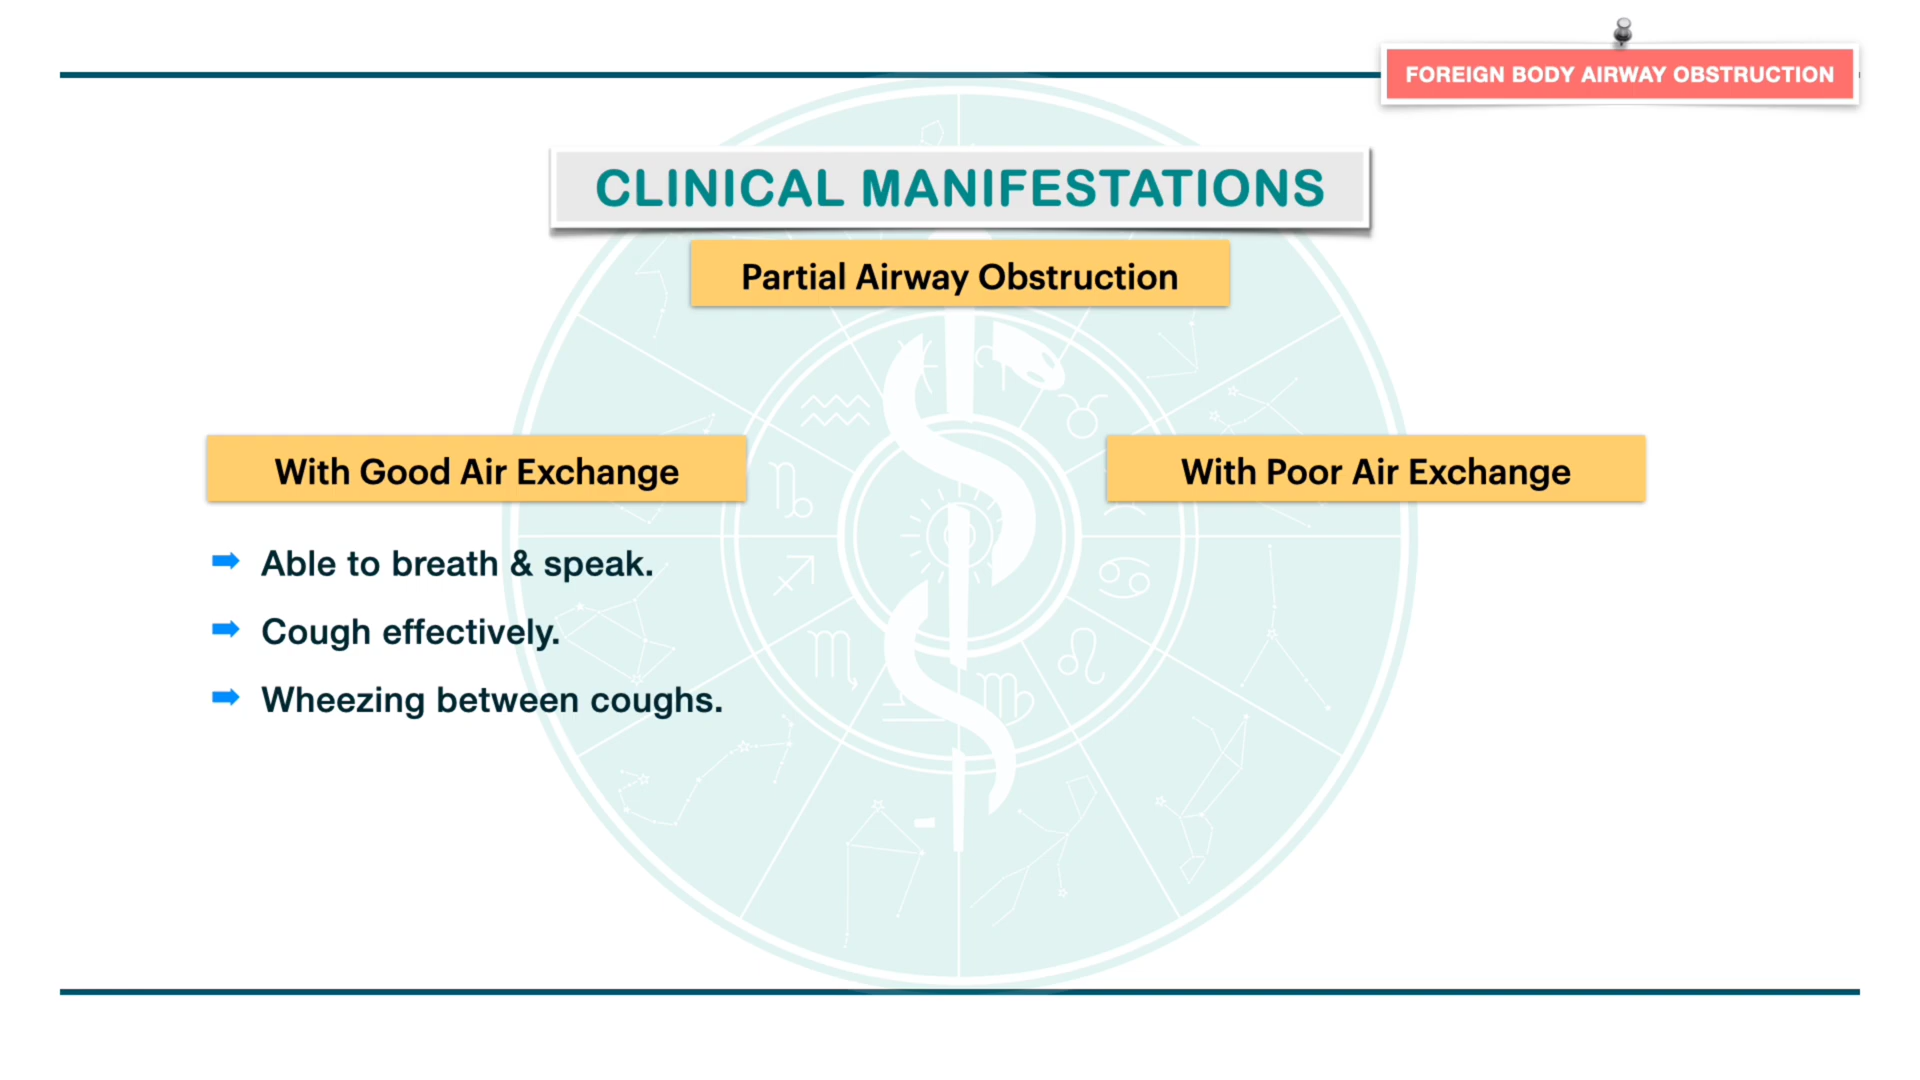 FOREIGN BODY AIRWAY OBSTRUCTION
CLINICAL MANIFESTATIONS
Partial Airway Obstruction
With Good Air Exchange
Able to breath & speak.
Cough effectively.
Wheezing between coughs.
With Poor Air Exchange